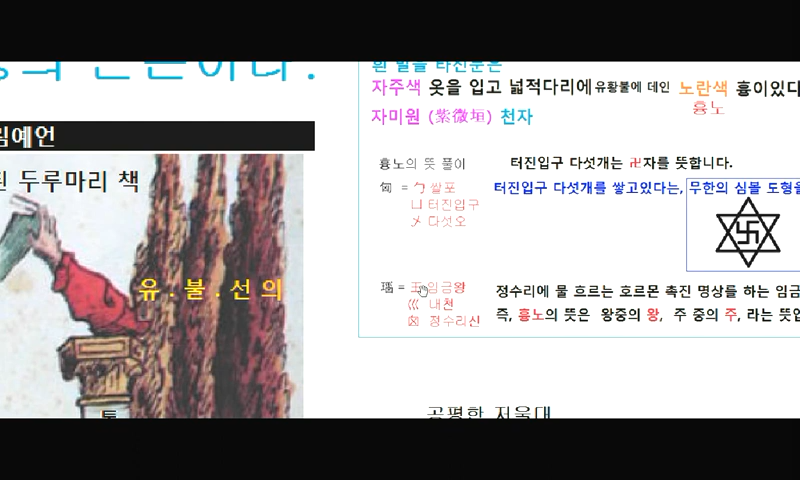 림예언
두루마리 책
유.불.선의
흰 말을 타신분은
자주색 옷을 입고 넓적다리에 유황불에 데인 노란색 흉이있다
흉노
자미원 (紫微垣) 천자
흉노의 뜻 풀이
터진입구 다섯개는 卍자를 뜻합니다.
匈 = 勹 쌀포
凵 터진입구
㐅 다섯오
터진입구 다섯개를 쌓고있다는, 무한의 심볼 도형을
= 王 임금왕
巛 내천
囟 정수리신
정수리에 물 흐르는 호르몬 촉진 명상를 하는 임금
즉, 흉노의 뜻은 왕중의 왕, 주 중의 주, 라는 뜻
공평한 저울대